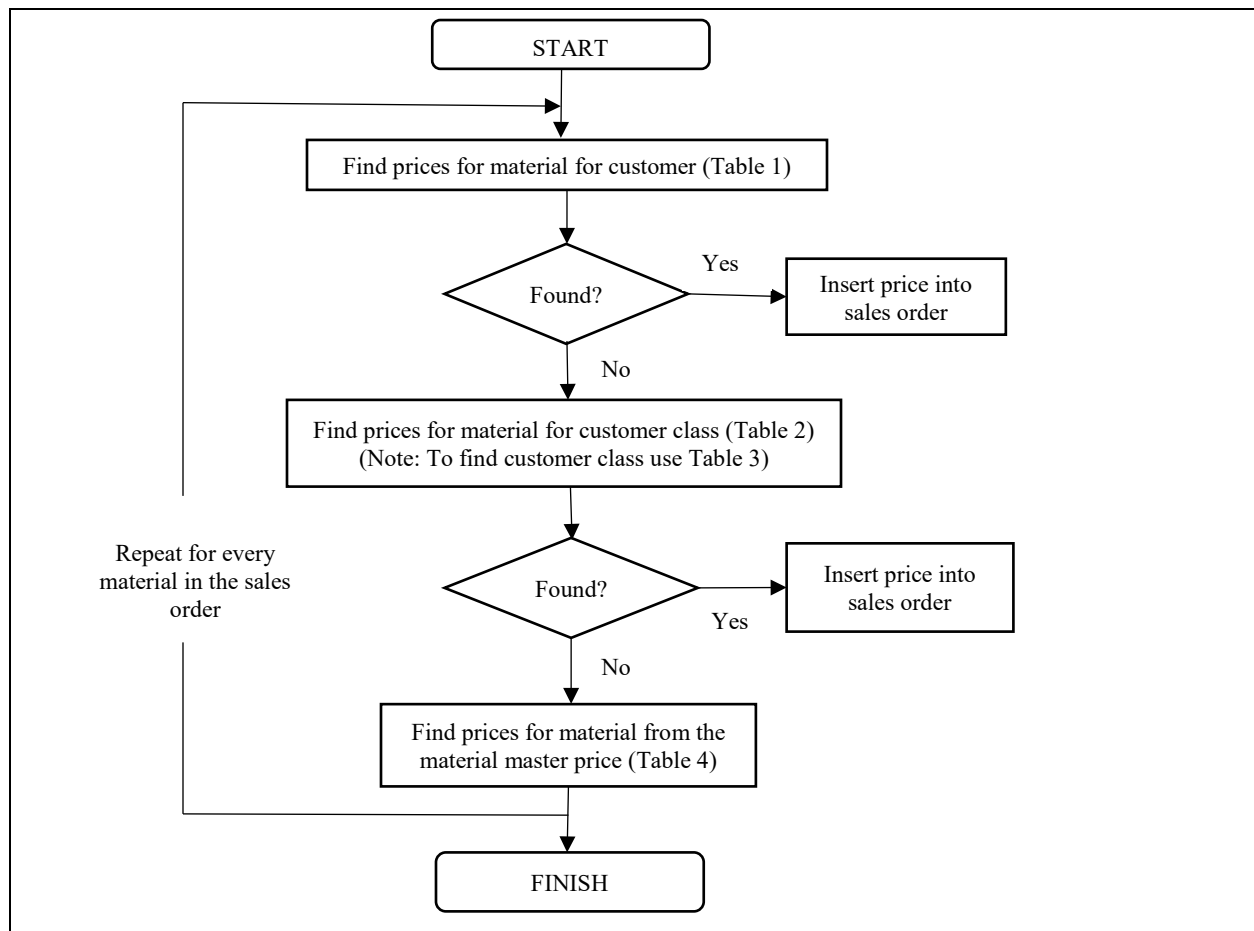 START
Find prices for material for customer (Table 1)
Found?
Yes
Insert price into
sales order
No
Find prices for material for customer class (Table 2)
(Note: To find customer class use Table 3)
Repeat for every
material in the sales
order
Found?
Yes
Insert price into
sales order
No
Find prices for material from the
material master price (Table 4)
FINISH